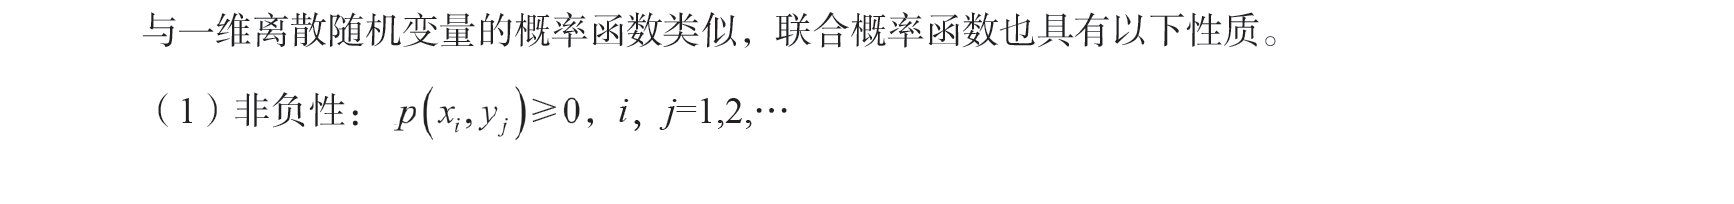 与一维离散随机变量的概率函数类似，联合概率函数也具有以下性质。
（1）非负性： p(xᵢ,yⱼ)≥0，i，j=1,2,⋯